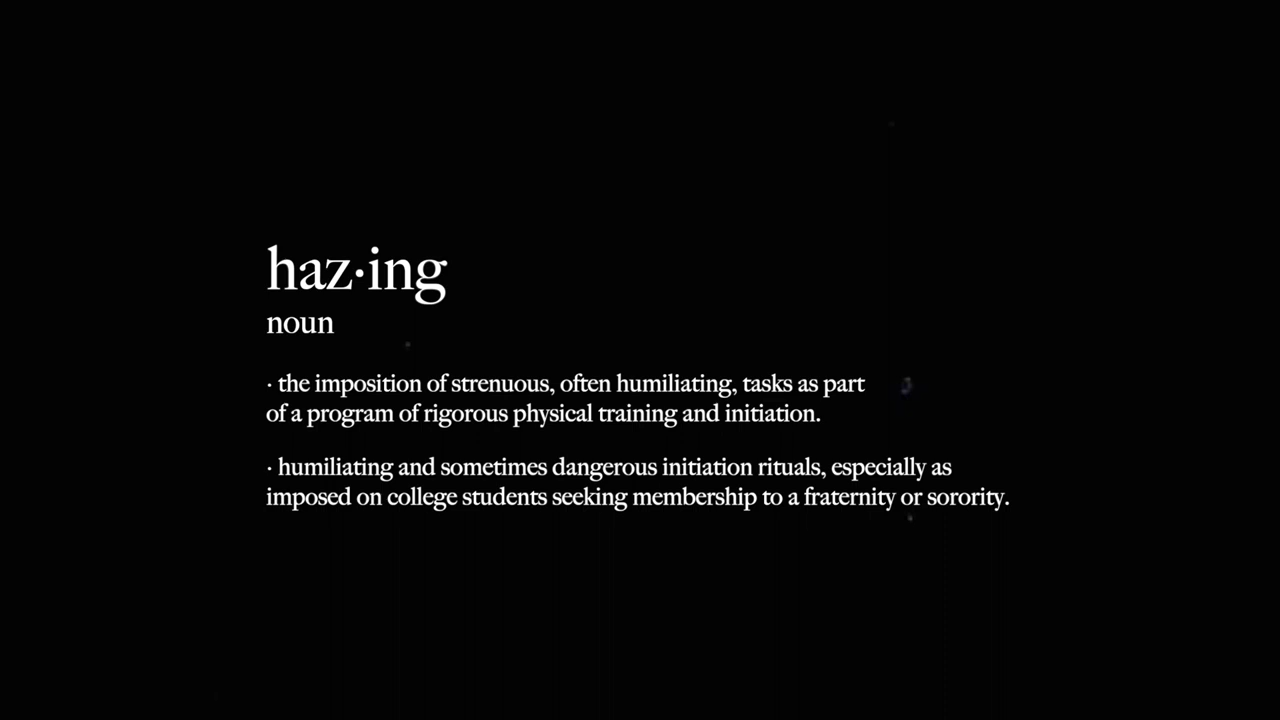 haz·ing
noun
· the imposition of strenuous, often humiliating, tasks as part
of a program of rigorous physical training and initiation.
· humiliating and sometimes dangerous initiation rituals, especially as
imposed on college students seeking membership to a fraternity or sorority.